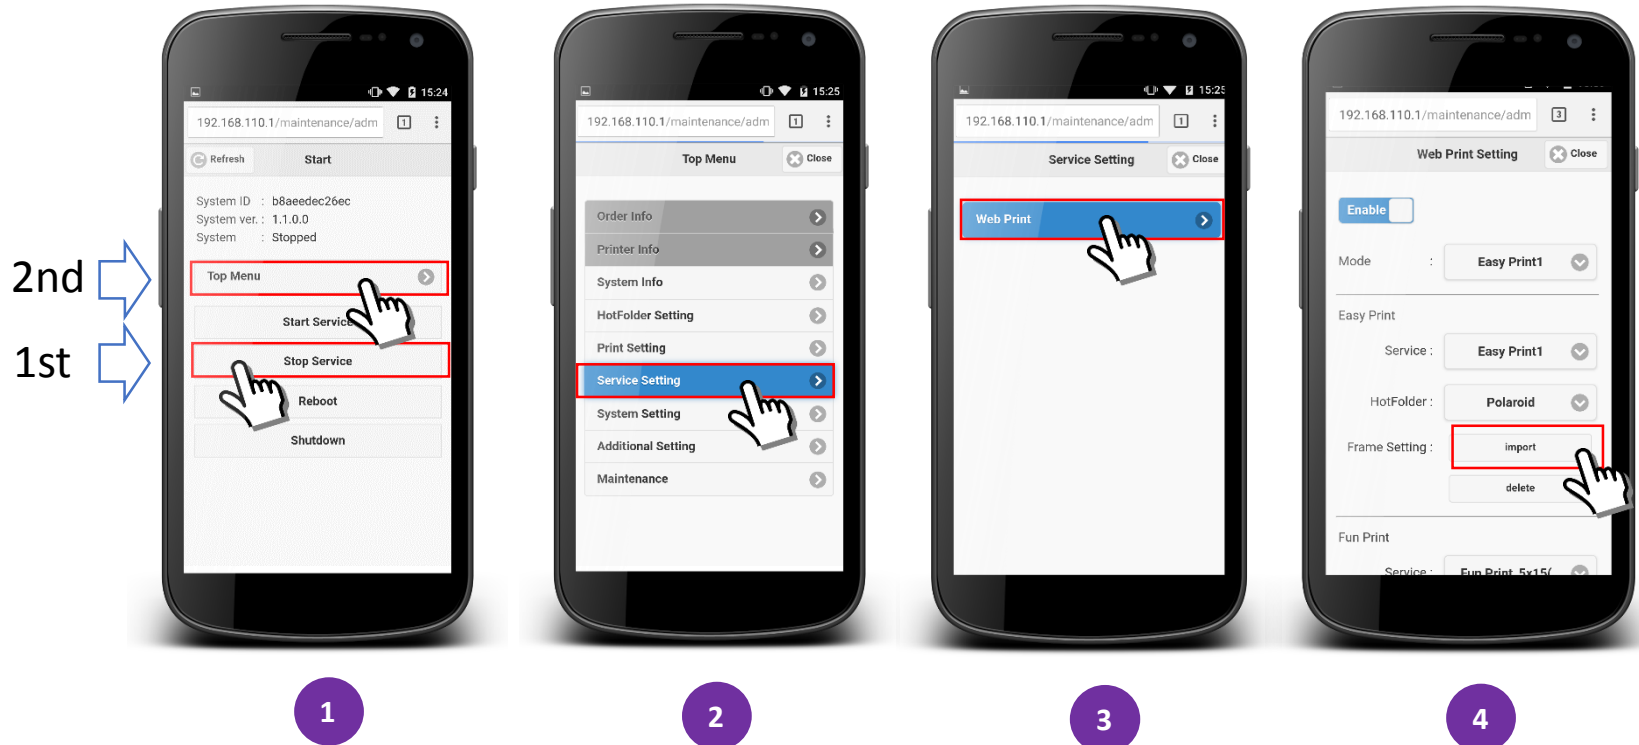 2nd
1st
15:24
192.168.110.1/maintenance/adm
1
Refresh
Start
System ID : b8aeedec26ec
System ver. : 1.1.0.0
System : Stopped
Top Menu
Start Service
Stop Service
Reboot
Shutdown
1
15:25
192.168.110.1/maintenance/adm
1
Top Menu
Close
Order Info
Printer Info
System Info
HotFolder Setting
Print Setting
Service Setting
System Setting
Additional Setting
Maintenance
2
15:25
192.168.110.1/maintenance/adm
1
Service Setting
Close
Web Print
3
192.168.110.1/maintenance/adm
3
Web Print Setting
Close
Enable
Mode : Easy Print1
Easy Print
Service : Easy Print1
HotFolder : Polaroid
Frame Setting : import
delete
Fun Print
Service : Fun Print 5x15(
4